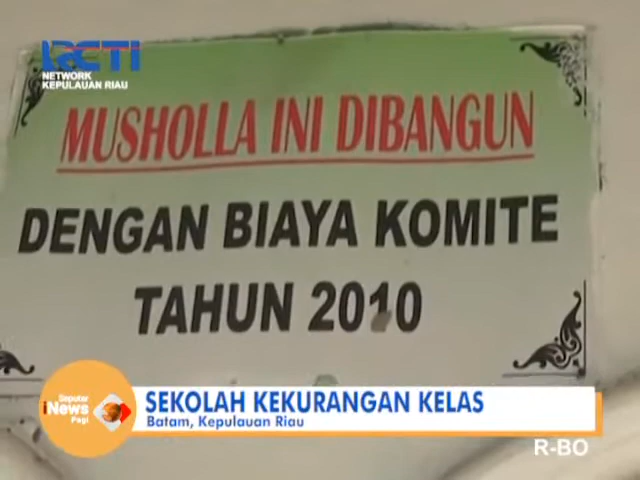 RCTI
NETWORK
KEPULAUAN RIAU
MUSHOLLA INI DIBANGUN
DENGAN BIAYA KOMITE
TAHUN 2010
Seputar
iNews
Pagi
SEKOLAH KEKURANGAN KELAS
Batam, Kepulauan Riau
R-BO